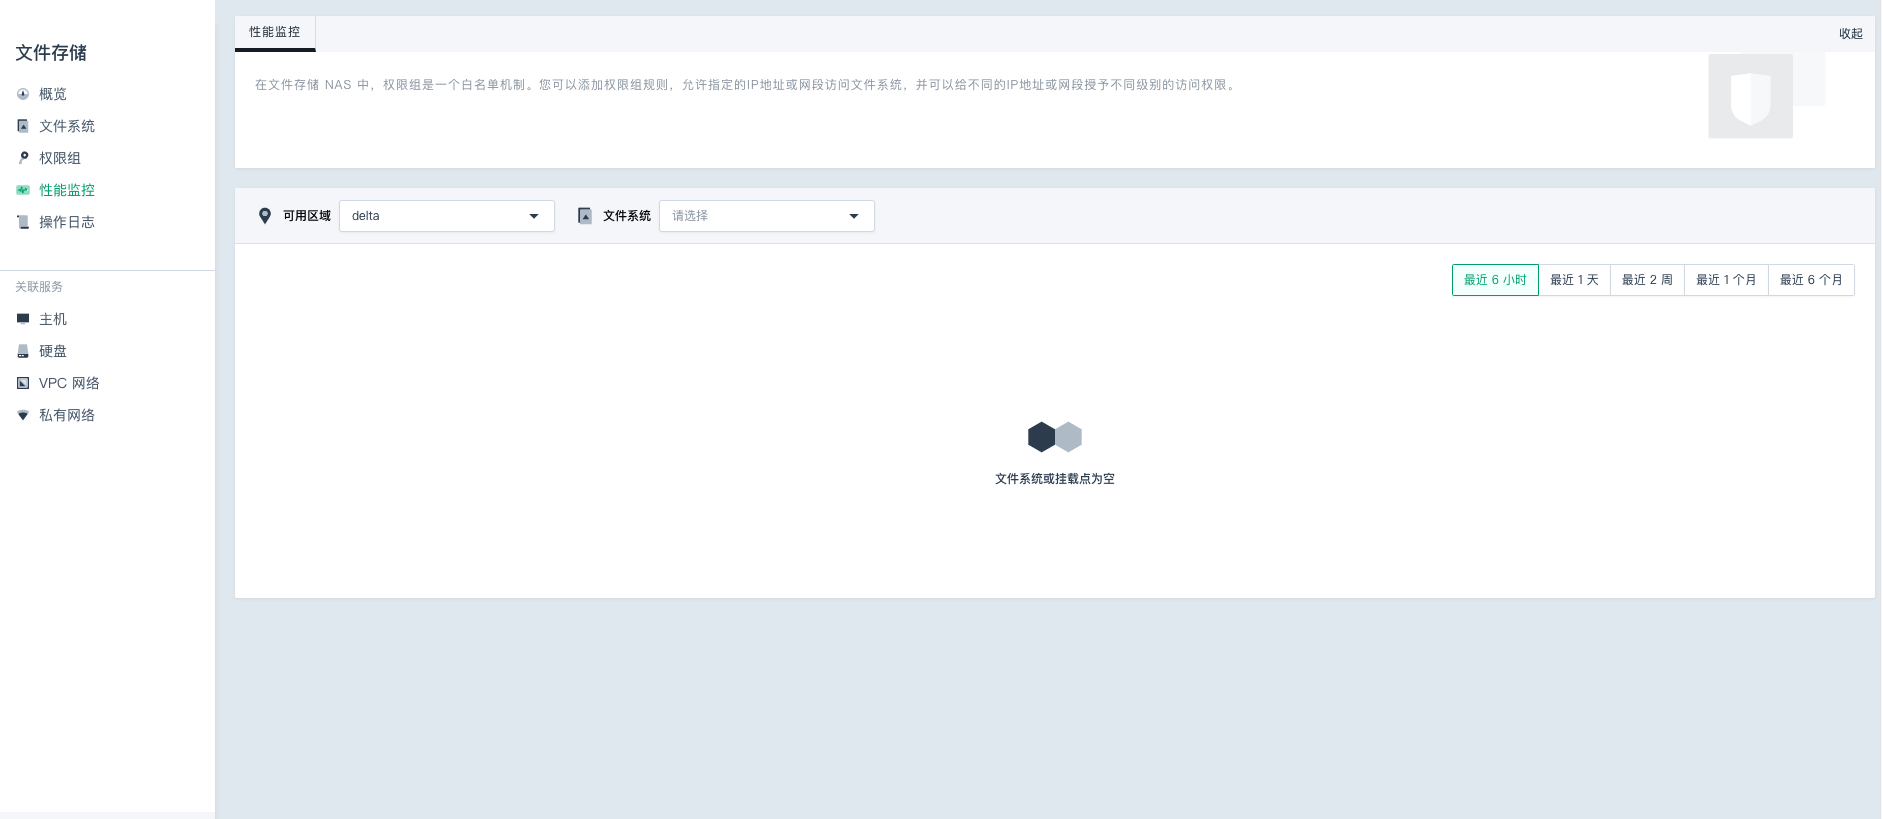 文件存储
概览
文件系统
权限组
性能监控
操作日志
关联服务
主机
硬盘
VPC 网络
私有网络
性能监控
收起
在文件存储 NAS 中，权限组是一个白名单机制。您可以添加权限组规则，允许指定的IP地址或网段访问文件系统，并可以给不同的IP地址或网段授予不同级别的访问权限。
可用区域 delta 文件系统 请选择
最近 6 小时 最近 1 天 最近 2 周 最近 1 个月 最近 6 个月
文件系统或挂载点为空